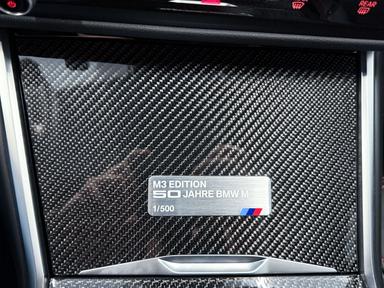 REAR
M3 EDITION
50 JAHRE BMW M
1/500